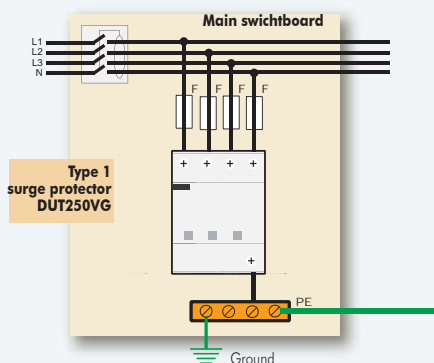 Main swichtboard
L1
L2
L3
N
F F F F
+ + + +
Type 1
surge protector
DUT250VG
+
PE
Ground